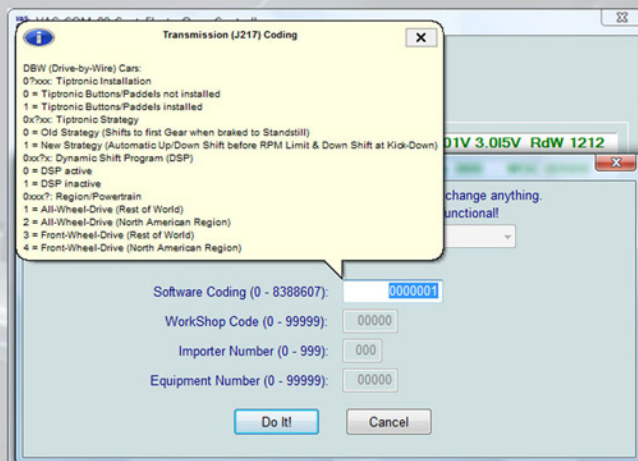 Transmission (J217) Coding
DBW (Drive-by-Wire) Cars:
0?xxx: Tiptronic Installation
0 = Tiptronic Buttons/Paddels not installed
1 = Tiptronic Buttons/Paddels installed
0x?xx: Tiptronic Strategy
0 = Old Strategy (Shifts to first Gear when braked to Standstill)
1 = New Strategy (Automatic Up/Down Shift before RPM Limit & Down Shift at Kick-Down)
0xx?x: Dynamic Shift Program (DSP)
0 = DSP active
1 = DSP inactive
0xxx?: Region/Powertrain
1 = All-Wheel-Drive (Rest of World)
2 = All-Wheel-Drive (North American Region)
3 = Front-Wheel-Drive (Rest of World)
4 = Front-Wheel-Drive (North American Region)
01V 3.0l5V RdW 1212
change anything.
unctional!
Software Coding (0 - 8388607): 0000001
WorkShop Code (0 - 99999): 00000
Importer Number (0 - 999): 000
Equipment Number (0 - 99999): 00000
Do It! Cancel